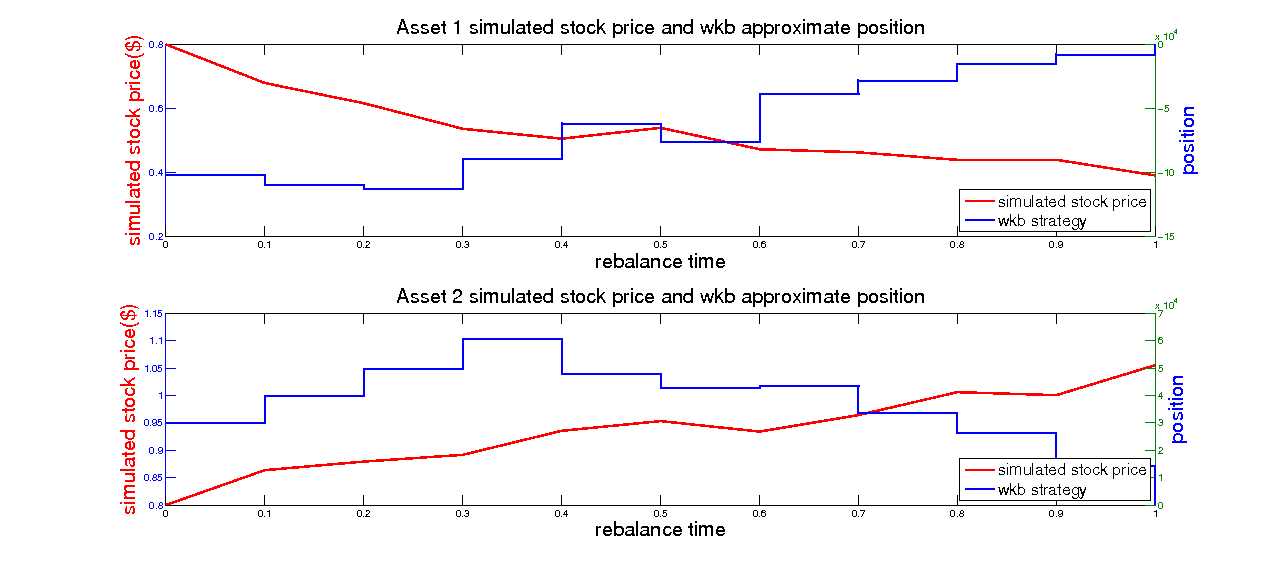 Asset 1 simulated stock price and wkb approximate position
x 10^4
simulated stock price($)
0.8
0.6
0.4
0.2
0
−5
−10
−15
position
simulated stock price
wkb strategy
0 0.1 0.2 0.3 0.4 0.5 0.6 0.7 0.8 0.9 1
rebalance time
Asset 2 simulated stock price and wkb approximate position
x 10^4
simulated stock price($)
1.15
1.1
1.05
1
0.95
0.9
0.85
0.8
7
6
5
4
3
2
1
0
position
simulated stock price
wkb strategy
0 0.1 0.2 0.3 0.4 0.5 0.6 0.7 0.8 0.9 1
rebalance time